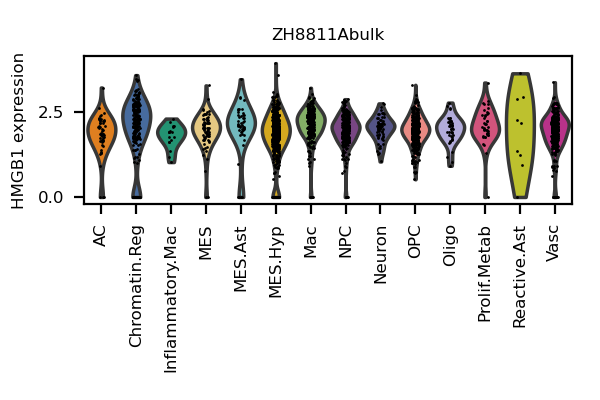 ZH8811Abulk
HMGB1 expression
2.5
0.0
AC
Chromatin.Reg
Inflammatory.Mac
MES
MES.Ast
MES.Hyp
Mac
NPC
Neuron
OPC
Oligo
Prolif.Metab
Reactive.Ast
Vasc